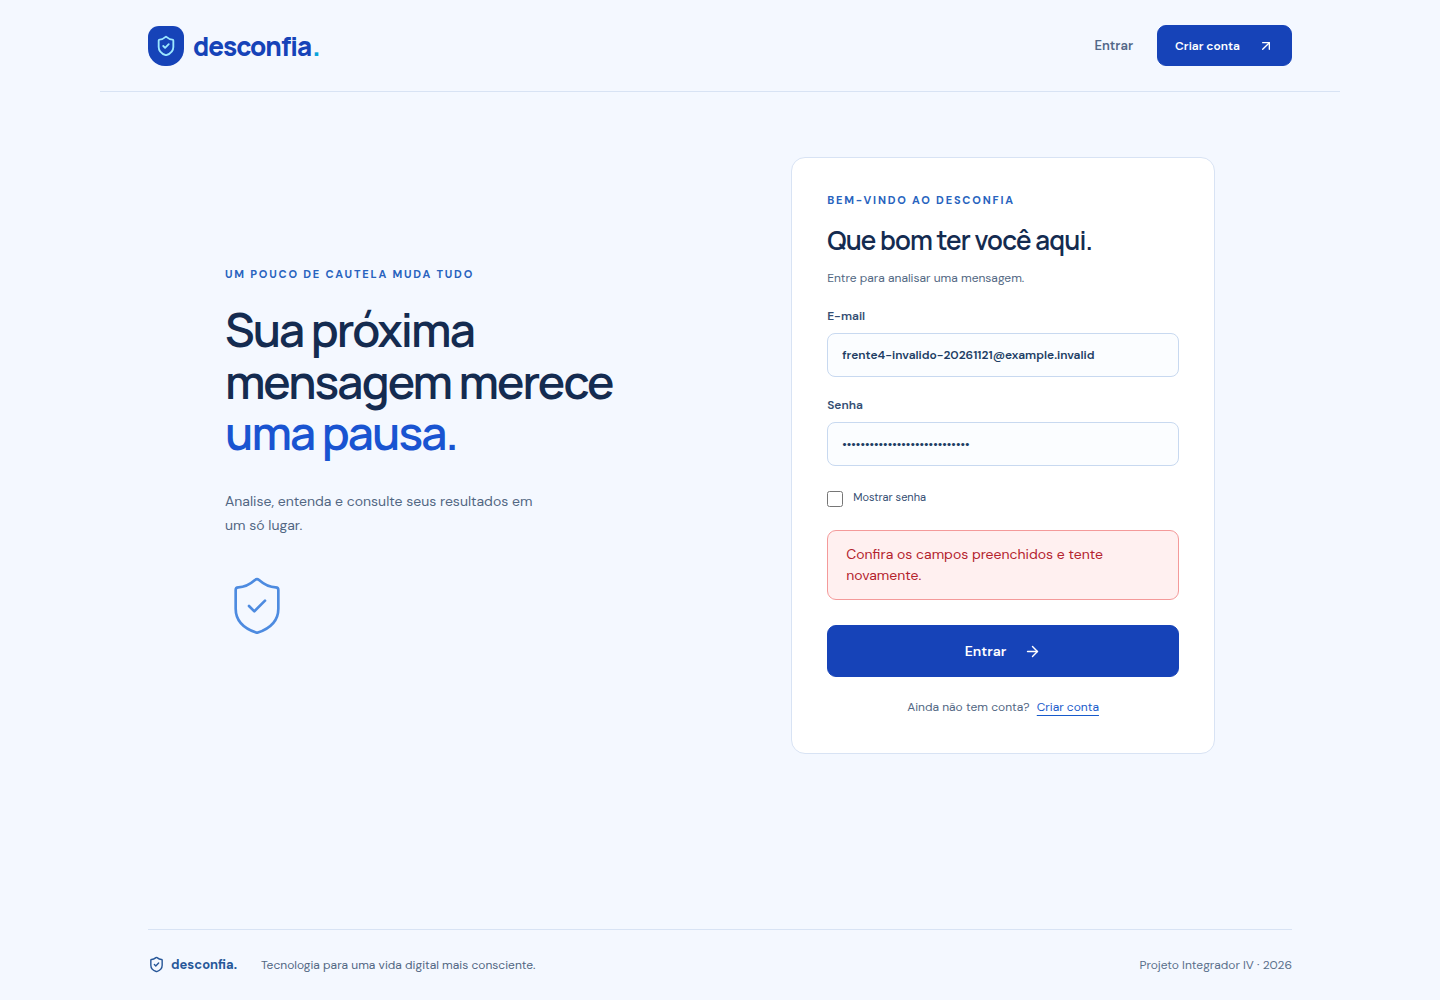 desconfia.
Entrar
Criar conta
UM POUCO DE CAUTELA MUDA TUDO
Sua próxima
mensagem merece
uma pausa.
Analise, entenda e consulte seus resultados em
um só lugar.
BEM-VINDO AO DESCONFIA
Que bom ter você aqui.
Entre para analisar uma mensagem.
E-mail
frente4-invalido-20261121@example.invalid
Senha
••••••••••••••••••••••••••••
Mostrar senha
Confira os campos preenchidos e tente
novamente.
Entrar
Ainda não tem conta? Criar conta
desconfia.
Tecnologia para uma vida digital mais consciente.
Projeto Integrador IV · 2026